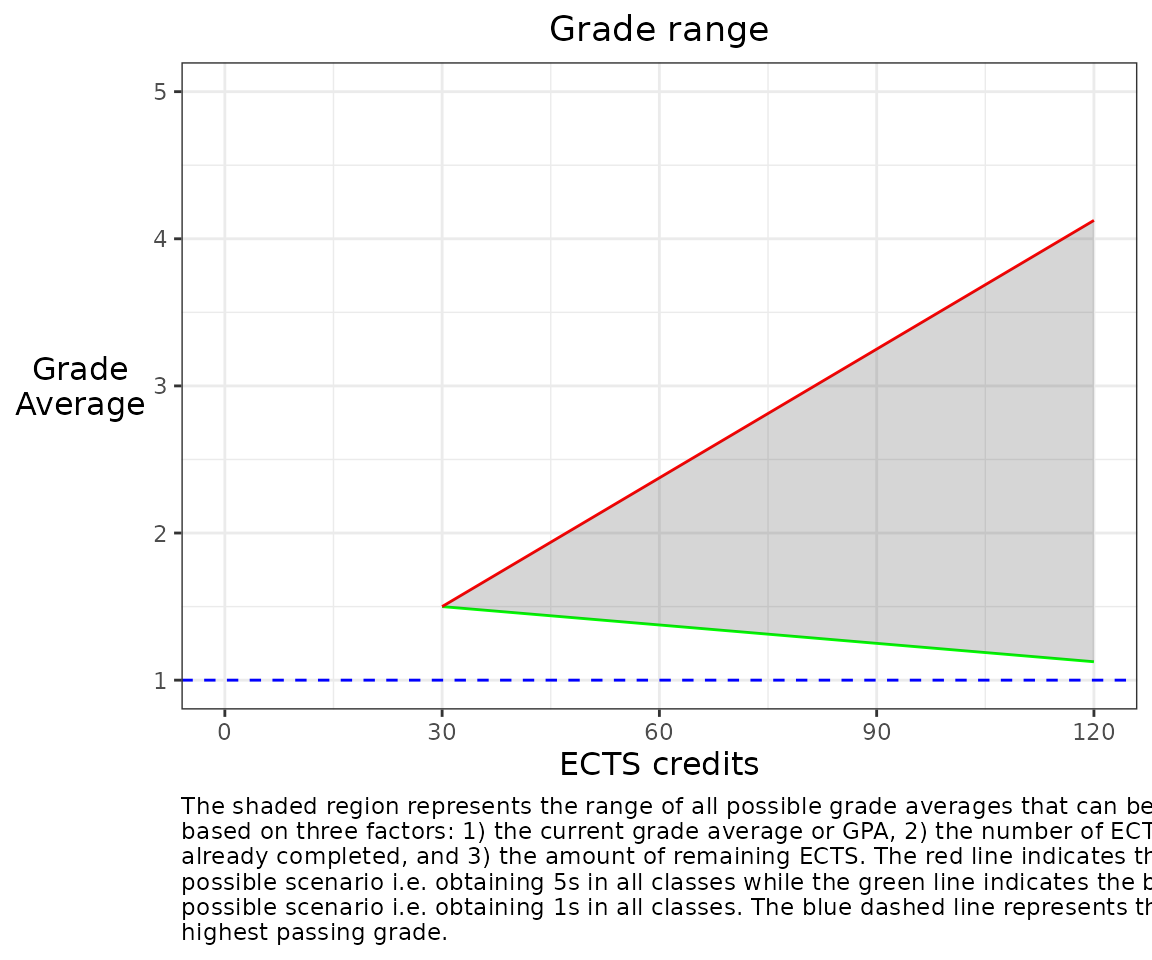 Grade range
5
4
3
2
1
Grade
Average
0 30 60 90 120
ECTS credits
The shaded region represents the range of all possible grade averages that can be
based on three factors: 1) the current grade average or GPA, 2) the number of
already completed, and 3) the amount of remaining ECTS. The red line indicates
possible scenario i.e. obtaining 5s in all classes while the green line indicates the
possible scenario i.e. obtaining 1s in all classes. The blue dashed line represents
highest passing grade.